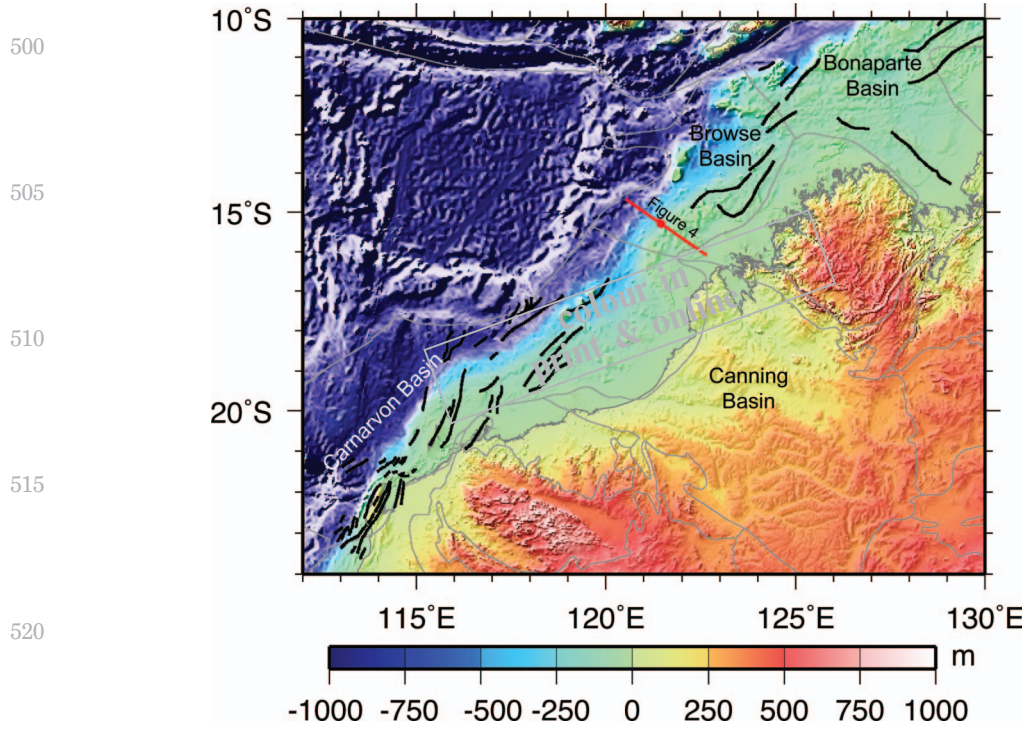 500
505
510
515
520
10°S
15°S
20°S
Bonaparte
Basin
Browse
Basin
Figure 4
colour in
print & online
Canning
Basin
Carnarvon Basin
115°E 120°E 125°E 130°E
m
-1000 -750 -500 -250 0 250 500 750 1000